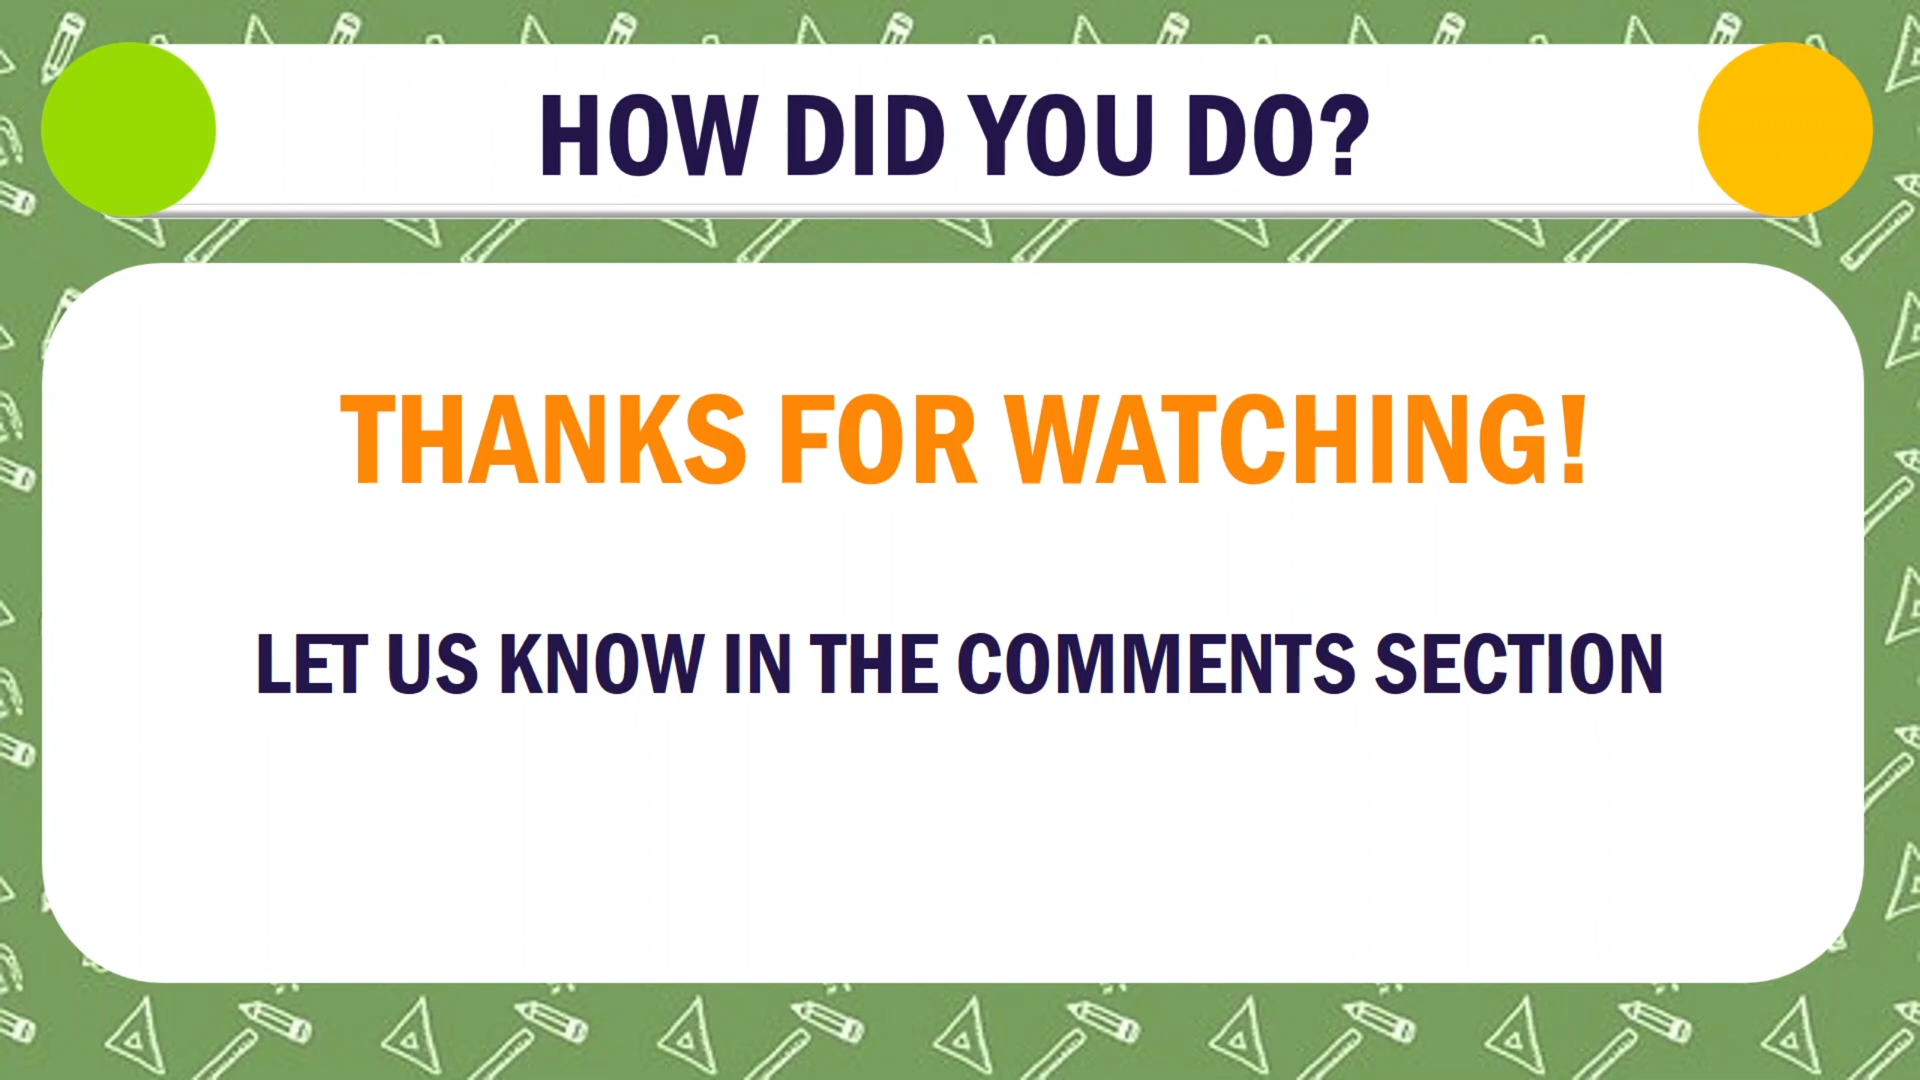 HOW DID YOU DO?
THANKS FOR WATCHING!
LET US KNOW IN THE COMMENTS SECTION